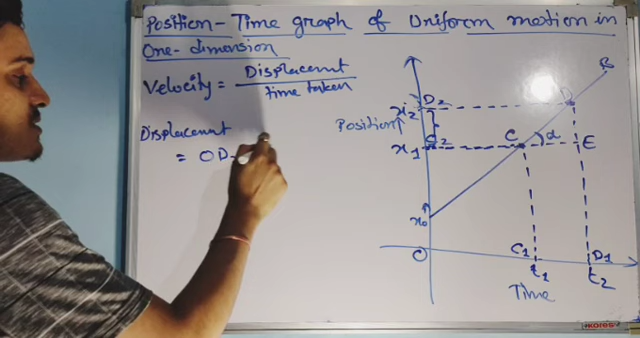 Position-Time graph of Uniform motion in
One-dimension
Velocity = Displacement
time taken
Displacement
= OD
B
x2 D2 D
Position
x1 C2 C α E
x0
O C1 D1
t1 t2
Time
KOROS